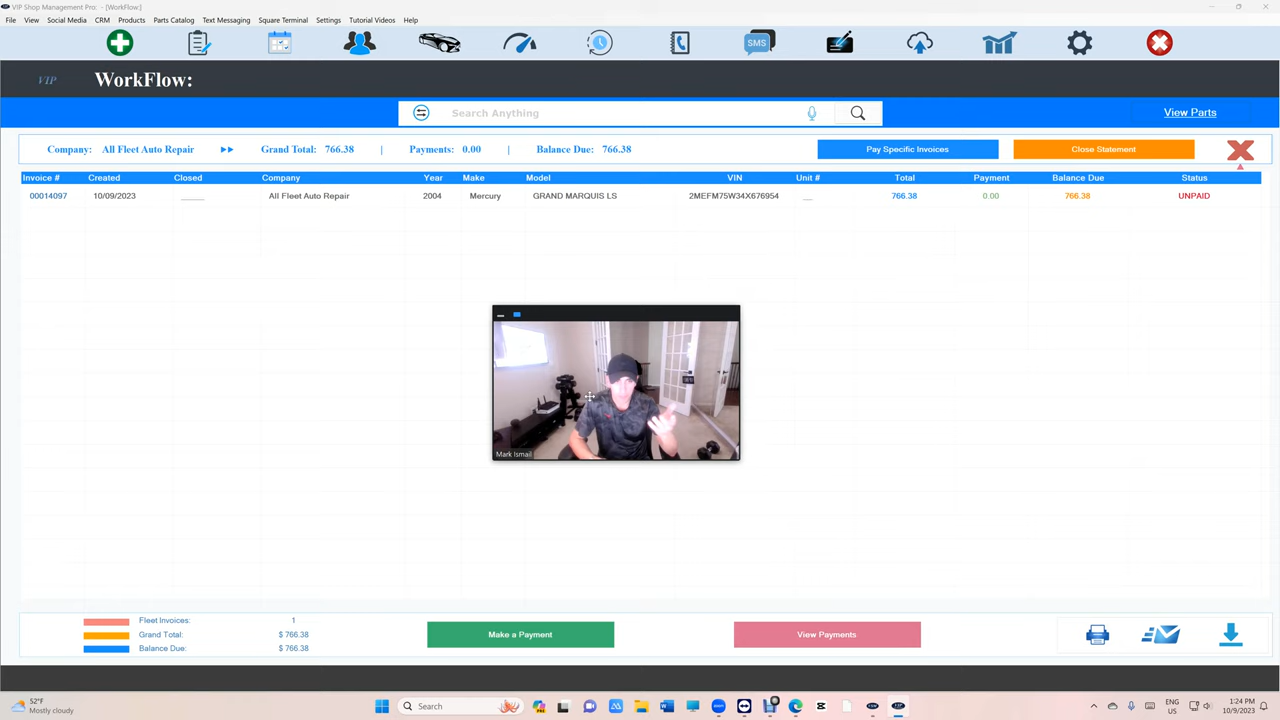 VIP Shop Management Pro: - [WorkFlow:]
File View Social Media CRM Products Parts Catalog Text Messaging Square Terminal Settings Tutorial Videos Help
SMS
VIP WorkFlow:
Search Anything
View Parts
Company: All Fleet Auto Repair Grand Total: 766.38 | Payments: 0.00 | Balance Due: 766.38 Pay Specific Invoices Close Statement
Invoice # Created Closed Company Year Make Model VIN Unit # Total Payment Balance Due Status
00014097 10/09/2023 _____ All Fleet Auto Repair 2004 Mercury GRAND MARQUIS LS 2MEFM75W34X676954 __ 766.38 0.00 766.38 UNPAID
Mark Ismail
Fleet Invoices: 1
Grand Total: $ 766.38
Balance Due: $ 766.38
Make a Payment
View Payments
52°F
Mostly cloudy
Search
ENG
US
1:24 PM
10/9/2023